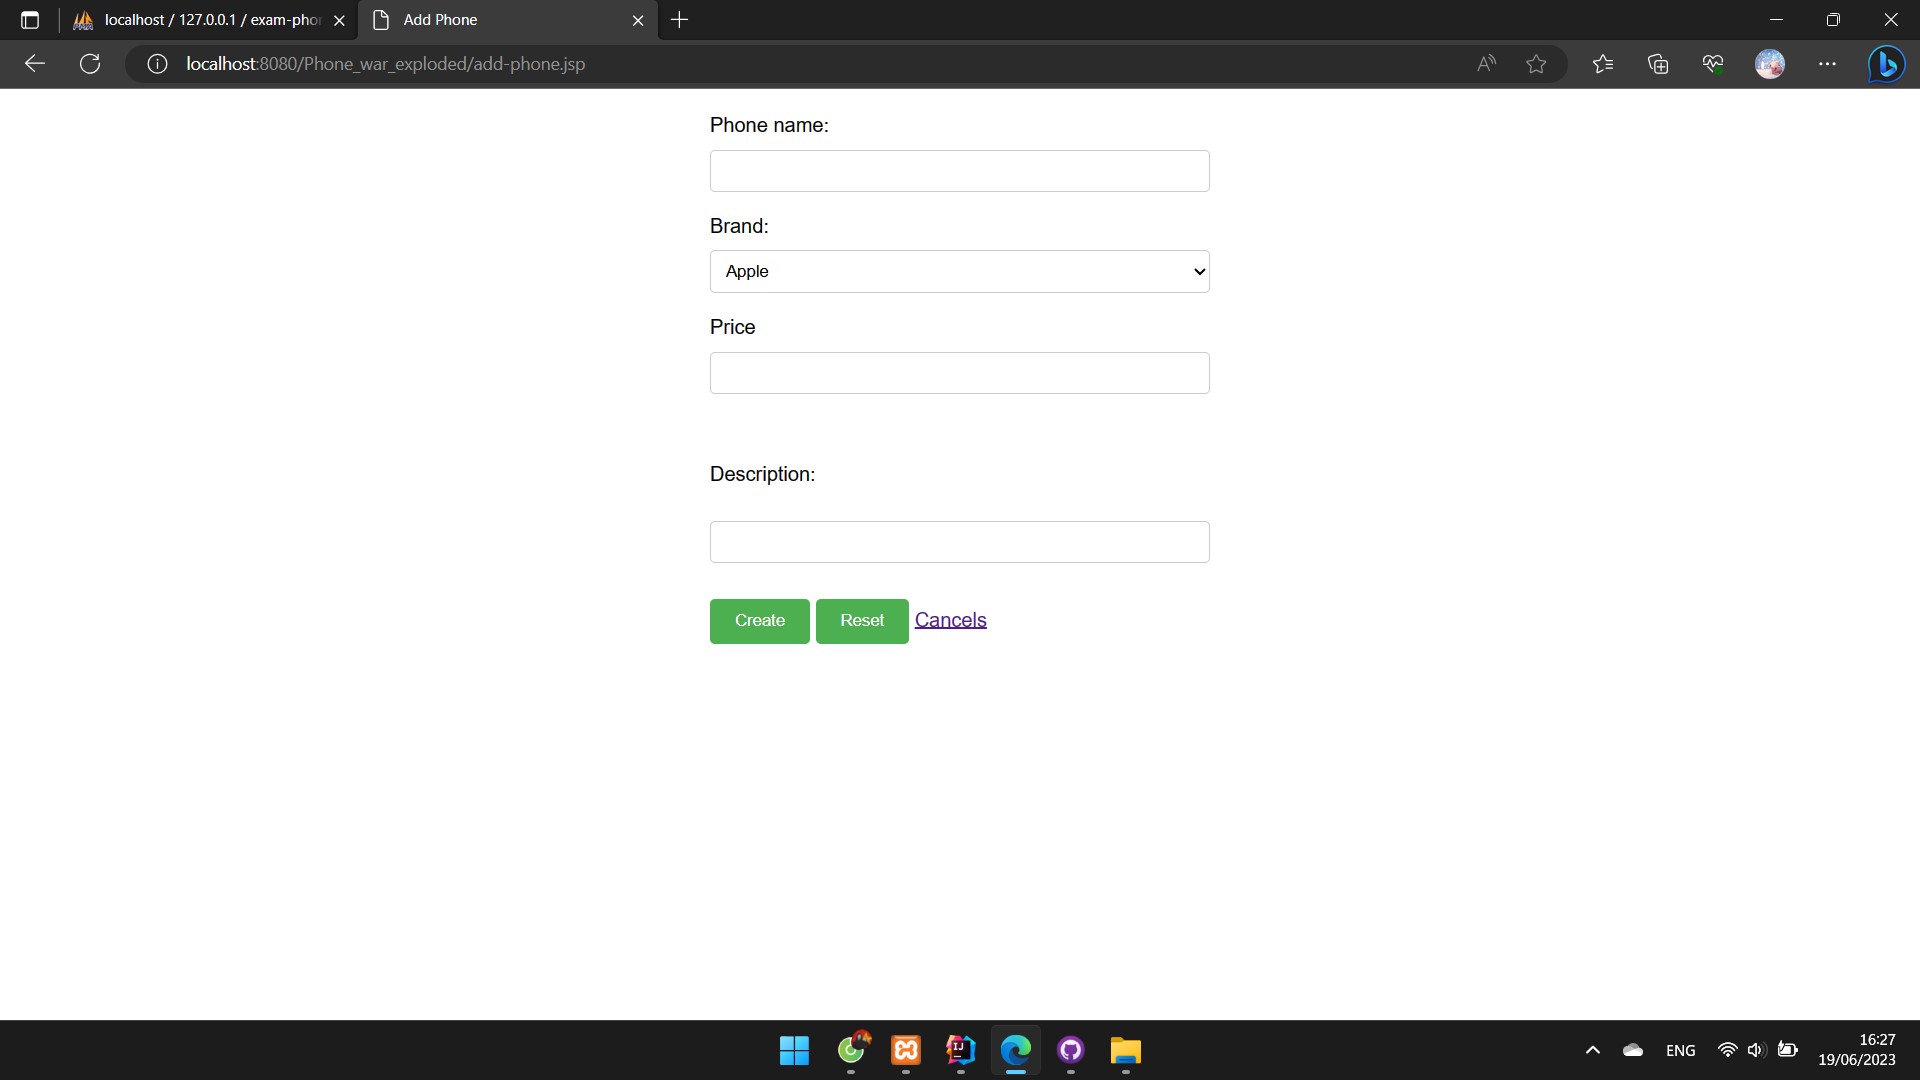 localhost / 127.0.0.1 / exam-pho
Add Phone
localhost:8080/Phone_war_exploded/add-phone.jsp
Phone name:
Brand:
Apple
Price
Description:
Create Reset Cancels
ENG
16:27
19/06/2023